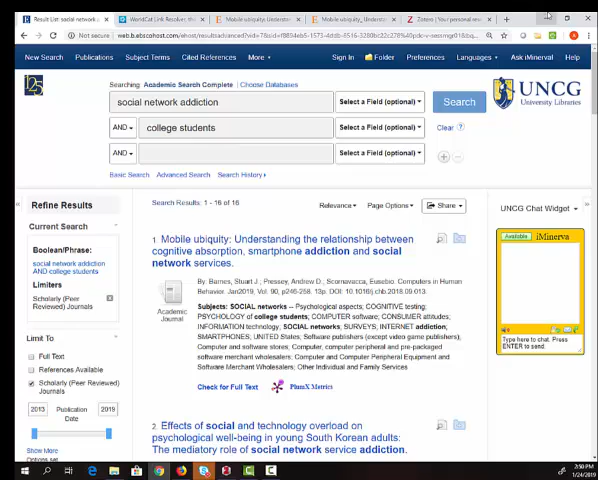 Result List: social network a
WorldCat Link Resolver, the
Mobile ubiquity: Understandi
Mobile ubiquity_ Understand
Zotero | Your personal res
web.b.ebscohost.com
New Search Publications Subject Terms Cited References More Sign In Folder Preferences Languages Ask iMinerval Help
Searching: Academic Search Complete | Choose Databases
social network addiction Select a Field (optional) Search
AND college students Select a Field (optional) Clear ?
AND Select a Field (optional)
Basic Search Advanced Search Search History
UNCG
University Libraries
Refine Results
Current Search
Boolean/Phrase:
social network addiction
AND college students
Limiters
Scholarly (Peer
Reviewed) Journals
Limit To
Full Text
References Available
Scholarly (Peer Reviewed)
Journals
2013 Publication 2019
Date
Show More
Options set
Search Results: 1 - 16 of 16
Relevance Page Options Share
1. Mobile ubiquity: Understanding the relationship between
cognitive absorption, smartphone addiction and social
network services.
Academic
Journal
By: Barnes, Stuart J.; Pressey, Andrew D.; Scornavacca, Eusebio. Computers in Human
Behavior. Jan2019, Vol. 90, p246-258. 13p. DOI: 10.1016/j.chb.2018.09.013.
Subjects: SOCIAL networks -- Psychological aspects; COGNITIVE testing;
PSYCHOLOGY of college students; COMPUTER software; CONSUMER attitudes;
INFORMATION technology; SOCIAL networks; SURVEYS; INTERNET addiction;
SMARTPHONES; UNITED States; Software publishers (except video game publishers);
Computer and software stores; Computer, computer peripheral and pre-packaged
software merchant wholesalers; Computer and Computer Peripheral Equipment and
Software Merchant Wholesalers; Other Individual and Family Services
Check for Full Text PlumX Metrics
2. Effects of social and technology overload on
psychological well-being in young South Korean adults:
The mediatory role of social network service addiction.
UNCG Chat Widget
Available iMinerva
Type here to chat. Press
ENTER to send.
2:50 PM
1/24/2019